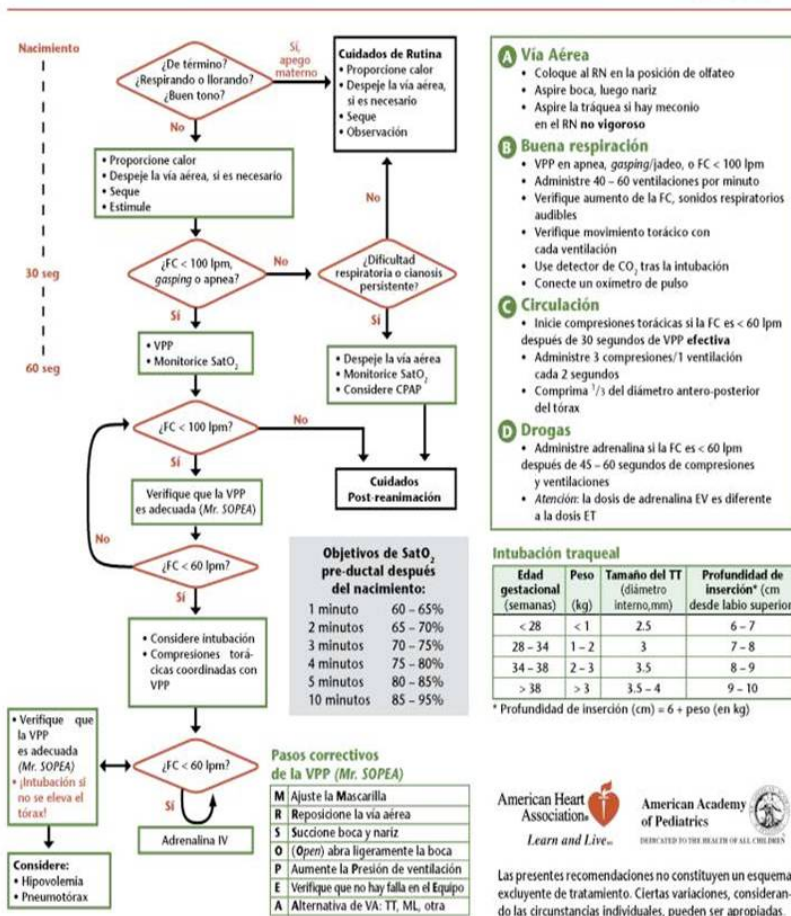 Nacimiento
30 seg
60 seg
¿De término?
¿Respirando o llorando?
¿Buen tono?
Sí,
apego
materno
Cuidados de Rutina
• Proporcione calor
• Despeje la vía aérea,
si es necesario
• Seque
• Observación
No
• Proporcione calor
• Despeje la vía aérea, si es necesario
• Seque
• Estimule
No
¿FC < 100 lpm,
gasping o apnea?
No
¿Dificultad
respiratoria o cianosis
persistente?
Sí
Sí
• VPP
• Monitorice SatO2
• Despeje la vía aérea
• Monitorice SatO2
• Considere CPAP
¿FC < 100 lpm?
No
Sí
Cuidados
Post-reanimación
Verifique que la VPP
es adecuada (Mr. SOPEA)
No
¿FC < 60 lpm?
Sí
• Considere intubación
• Compresiones torá-
cicas coordinadas con
VPP
• Verifique que
la VPP
es adecuada
(Mr. SOPEA)
• ¡Intubación si
no se eleva el
tórax!
¿FC < 60 lpm?
Sí
Adrenalina IV
Considere:
• Hipovolemia
• Pneumotórax
Objetivos de SatO2
pre-ductal después
del nacimiento:
1 minuto 60 – 65%
2 minutos 65 – 70%
3 minutos 70 – 75%
4 minutos 75 – 80%
5 minutos 80 – 85%
10 minutos 85 – 95%
Pasos correctivos
de la VPP (Mr. SOPEA)
M Ajuste la Mascarilla
R Reposicione la vía aérea
S Succione boca y nariz
O (Open) abra ligeramente la boca
P Aumente la Presión de ventilación
E Verifique que no hay falla en el Equipo
A Alternativa de VA: TT, ML, otra
A Vía Aérea
• Coloque al RN en la posición de olfateo
• Aspire boca, luego nariz
• Aspire la tráquea si hay meconio
en el RN no vigoroso
B Buena respiración
• VPP en apnea, gasping/jadeo, o FC < 100 lpm
• Administre 40 – 60 ventilaciones por minuto
• Verifique aumento de la FC, sonidos respiratorios
audibles
• Verifique movimiento torácico con
cada ventilación
• Use detector de CO2 tras la intubación
• Conecte un oxímetro de pulso
C Circulación
• Inicie compresiones torácicas si la FC es < 60 lpm
después de 30 segundos de VPP efectiva
• Administre 3 compresiones/1 ventilación
cada 2 segundos
• Comprima 1/3 del diámetro antero-posterior
del tórax
D Drogas
• Administre adrenalina si la FC es < 60 lpm
después de 45 – 60 segundos de compresiones
y ventilaciones
• Atención: la dosis de adrenalina EV es diferente
a la dosis ET
Intubación traqueal
Edad Peso Tamaño del TT Profundidad de
gestacional (diámetro inserción* (cm
(semanas) (kg) interno,mm) desde labio superior)
< 28 < 1 2.5 6 – 7
28 – 34 1 – 2 3 7 – 8
34 – 38 2 – 3 3.5 8 – 9
> 38 > 3 3.5 – 4 9 – 10
* Profundidad de inserción (cm) = 6 + peso (en kg)
American Heart
Association®
Learn and Live℠
American Academy
of Pediatrics
DEDICATED TO THE HEALTH OF ALL CHILDREN
Las presentes recomendaciones no constituyen un esquema
excluyente de tratamiento. Ciertas variaciones, consideran-
do las circunstancias individuales, pueden ser apropiadas.